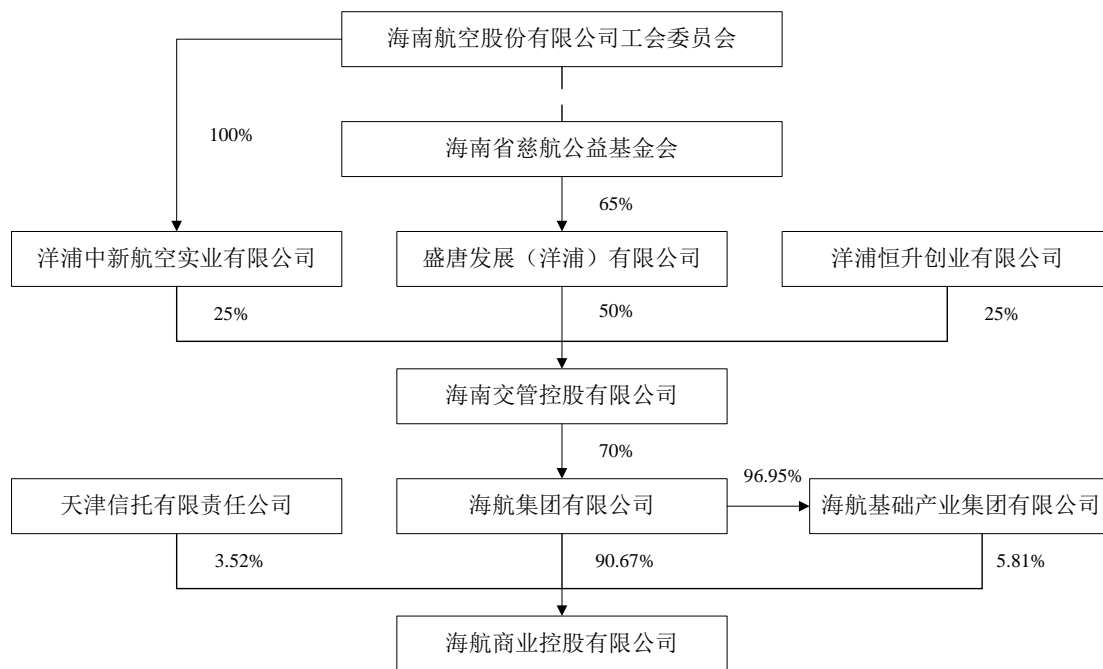 海南航空股份有限公司工会委员会
100%
海南省慈航公益基金会
65%
洋浦中新航空实业有限公司
盛唐发展（洋浦）有限公司
洋浦恒升创业有限公司
25%
50%
25%
海南交管控股有限公司
70%
96.95%
天津信托有限责任公司
海航集团有限公司
海航基础产业集团有限公司
3.52%
90.67%
5.81%
海航商业控股有限公司